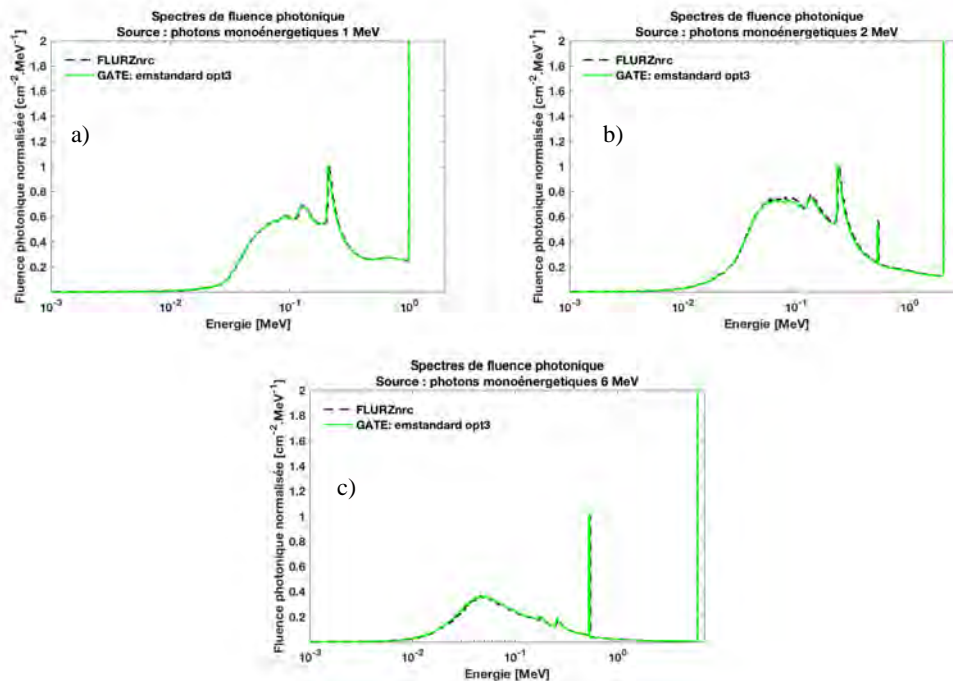 Spectres de fluence photonique
Source : photons monoénergetiques 1 MeV
Fluence photonique normalisée [cm-2.MeV-1]
2
1.8
1.6
1.4
1.2
1
0.8
0.6
0.4
0.2
FLURZnrc
GATE: emstandard opt3
a)
10-3
10-2
10-1
100
Energie [MeV]
Spectres de fluence photonique
Source : photons monoénergetiques 2 MeV
Fluence photonique normalisée [cm-2.MeV-1]
2
1.8
1.6
1.4
1.2
1
0.8
0.6
0.4
0.2
FLURZnrc
GATE: emstandard opt3
b)
10-3
10-2
10-1
100
Energie [MeV]
Spectres de fluence photonique
Source : photons monoénergetiques 6 MeV
Fluence photonique normalisée [cm-2.MeV-1]
2
1.8
1.6
1.4
1.2
1
0.8
0.6
0.4
0.2
FLURZnrc
GATE: emstandard opt3
c)
10-3
10-2
10-1
100
Energie [MeV]